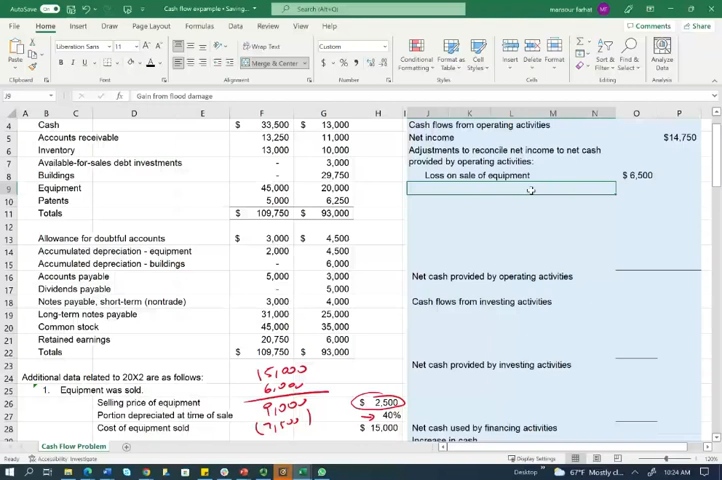 AutoSave On Cash flow example • Saving... Search mansour farhat MF
File Home Insert Draw Page Layout Formulas Data Review View Help Comments Share
Liberation Sans 11 Wrap Text Custom
Paste Merge & Center $ % Conditional Formatting Format as Table Cell Styles Insert Delete Format Sort & Filter Find & Select Analyze Data
Clipboard Font Alignment Number Styles Cells Editing Analysis
J9 Gain from flood damage
A B C D E F G H I J K L M N O P
4 Cash $ 33,500 $ 13,000 Cash flows from operating activities
5 Accounts receivable 13,250 11,000 Net income $14,750
6 Inventory 13,000 10,000 Adjustments to reconcile net income to net cash
7 Available-for-sales debt investments - 3,000 provided by operating activities:
8 Buildings - 29,750 Loss on sale of equipment $ 6,500
9 Equipment 45,000 20,000
10 Patents 5,000 6,250
11 Totals $ 109,750 $ 93,000
12
13 Allowance for doubtful accounts $ 3,000 $ 4,500
14 Accumulated depreciation - equipment 2,000 4,500
15 Accumulated depreciation - buildings - 6,000
16 Accounts payable 5,000 3,000 Net cash provided by operating activities
17 Dividends payable - 5,000
18 Notes payable, short-term (nontrade) 3,000 4,000 Cash flows from investing activities
19 Long-term notes payable 31,000 25,000
20 Common stock 45,000 35,000
21 Retained earnings 20,750 6,000
22 Totals $ 109,750 $ 93,000
23 15,000 Net cash provided by investing activities
24 Additional data related to 20X2 are as follows: 6,000
25 1. Equipment was sold.
26 Selling price of equipment 9,000 $ 2,500
27 Portion depreciated at time of sale (7,500) 40%
28 Cost of equipment sold $ 15,000 Net cash used by financing activities
Increase in cash
Cash Flow Problem
Ready Accessibility: Investigate Display Settings 120%
Desktop 67°F Mostly cl... 10:24 AM